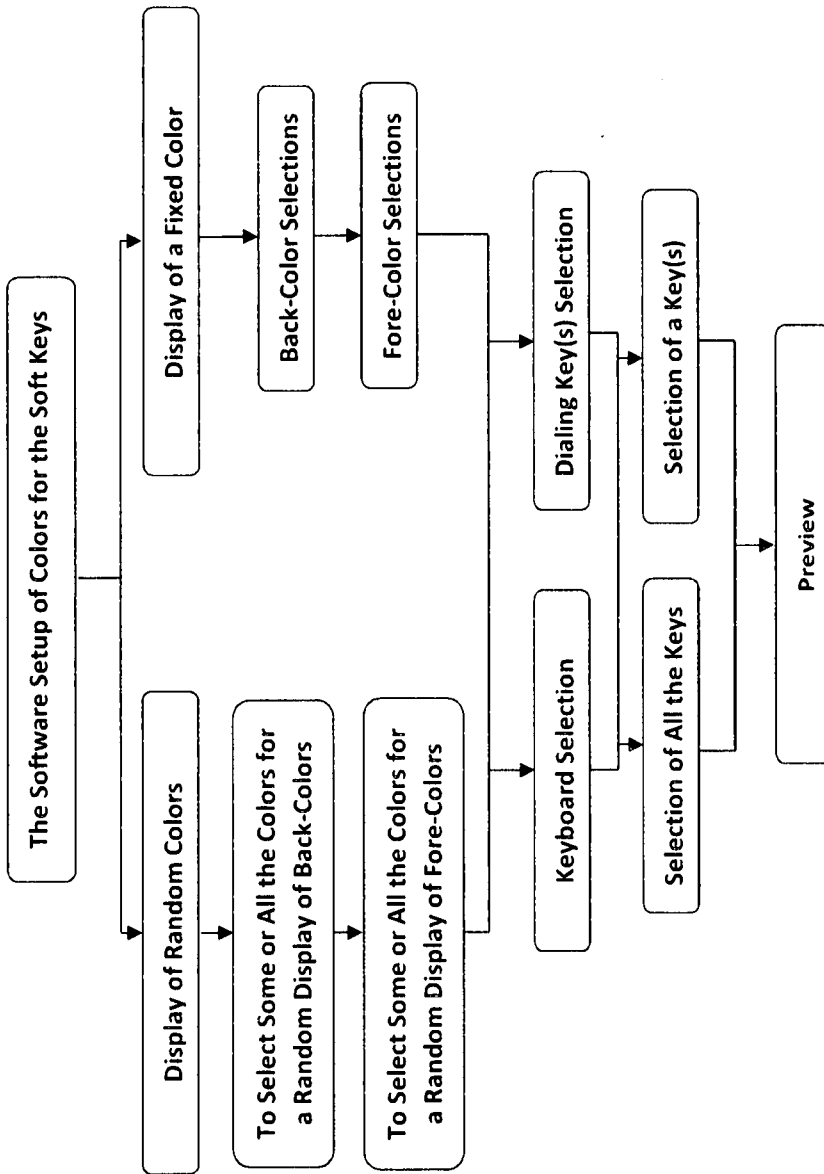 The Software Setup of Colors for the Soft Keys
Display of Random Colors
To Select Some or All the Colors for
a Random Display of Back-Colors
To Select Some or All the Colors for
a Random Display of Fore-Colors
Display of a Fixed Color
Back-Color Selections
Fore-Color Selections
Keyboard Selection
Dialing Key(s) Selection
Selection of All the Keys
Selection of a Key(s)
Preview